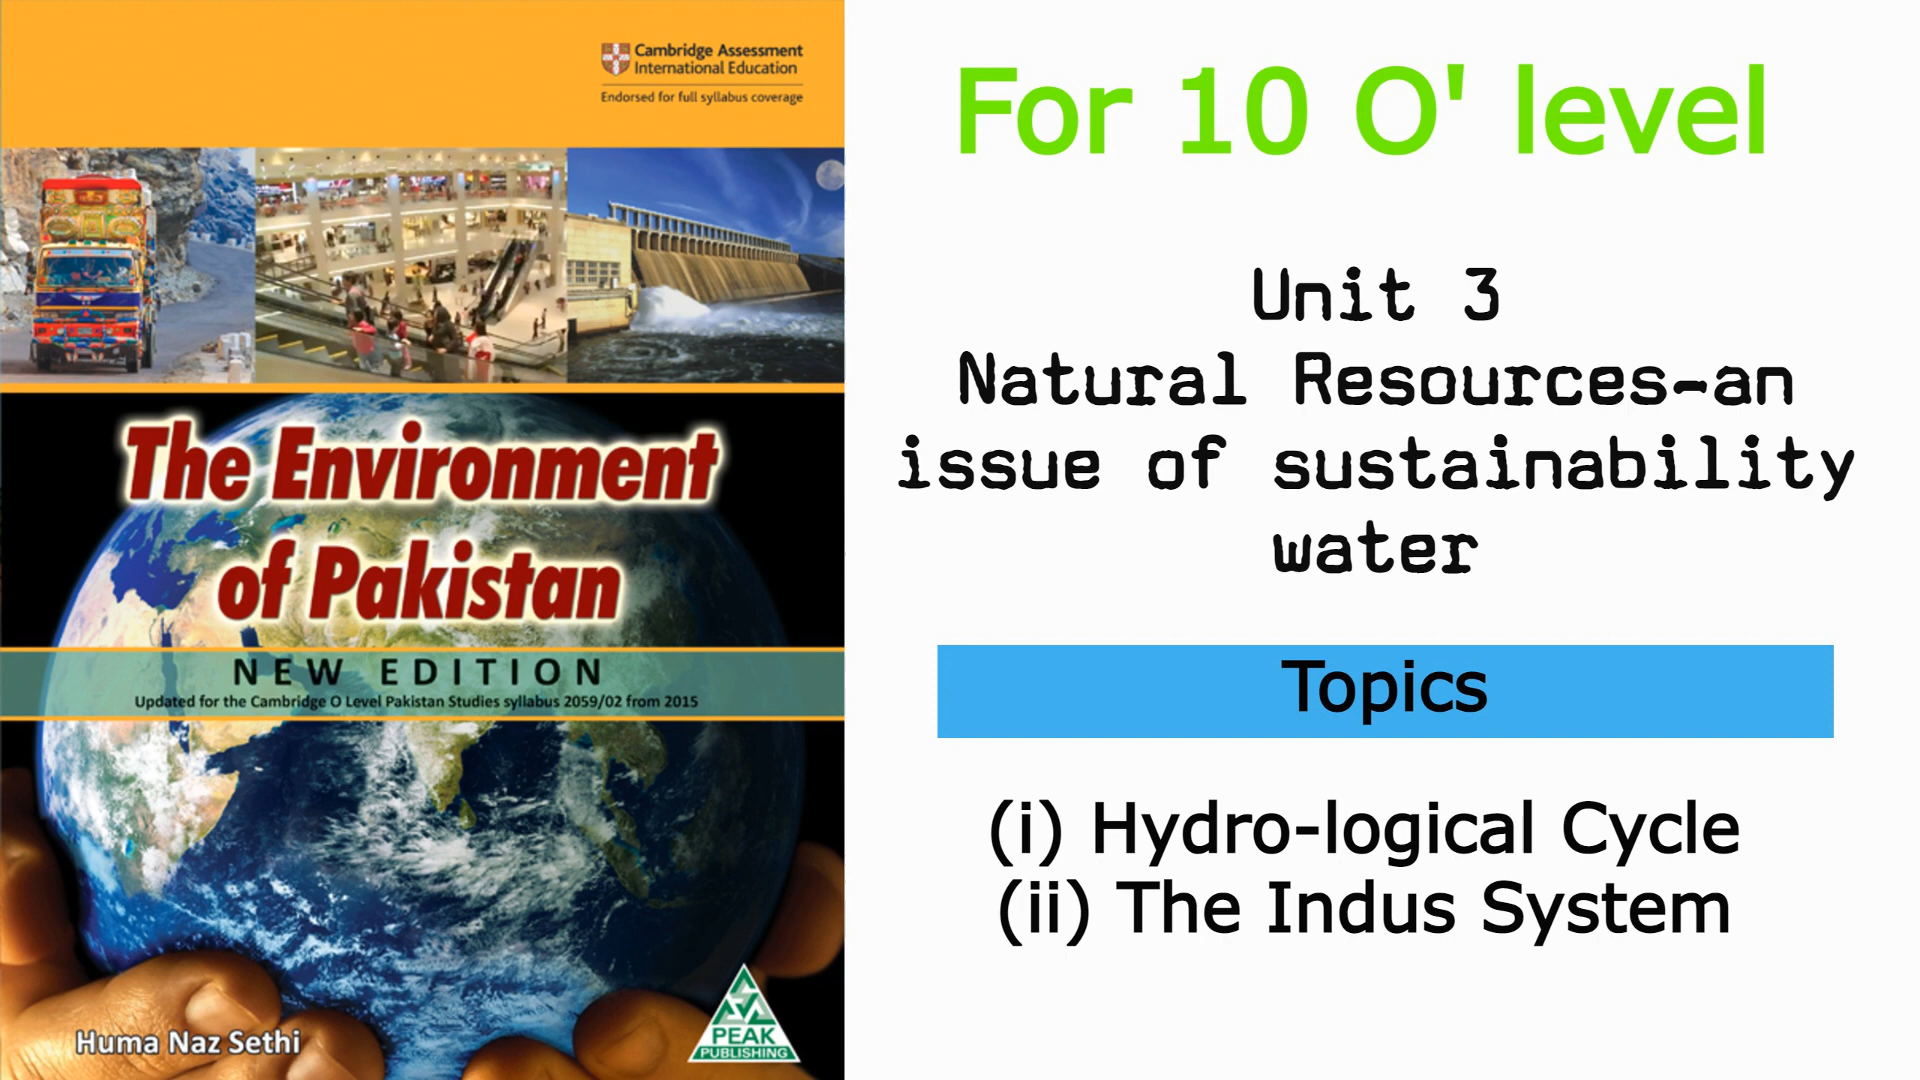 Cambridge Assessment
International Education
Endorsed for full syllabus coverage
The Environment
of Pakistan
NEW EDITION
Updated for the Cambridge O Level Pakistan Studies syllabus 2059/02 from 2015
Huma Naz Sethi
PEAK
PUBLISHING
For 10 O' level
Unit 3
Natural Resources-an
issue of sustainability
water
Topics
(i) Hydro-logical Cycle
(ii) The Indus System